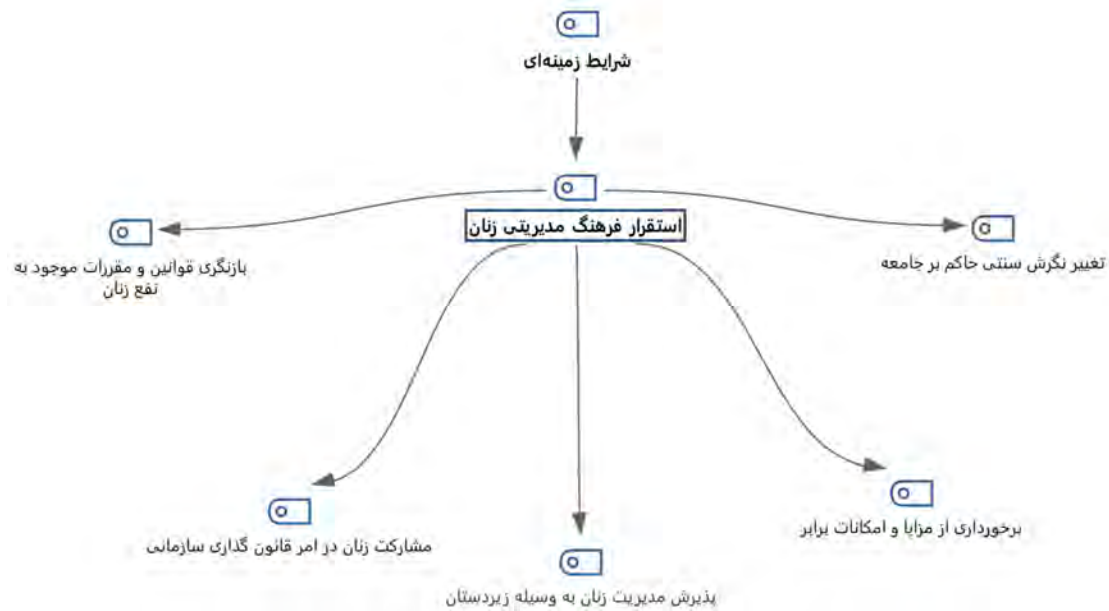 شرایط زمینه‌ای
استقرار فرهنگ مدیریتی زنان
تغییر نگرش سنتی حاکم بر جامعه
بازنگری قوانین و مقررات موجود به
نفع زنان
برخورداری از مزایا و امکانات برابر
مشارکت زنان در امر قانون گذاری سازمانی
پذیرش مدیریت زنان به وسیله زیردستان